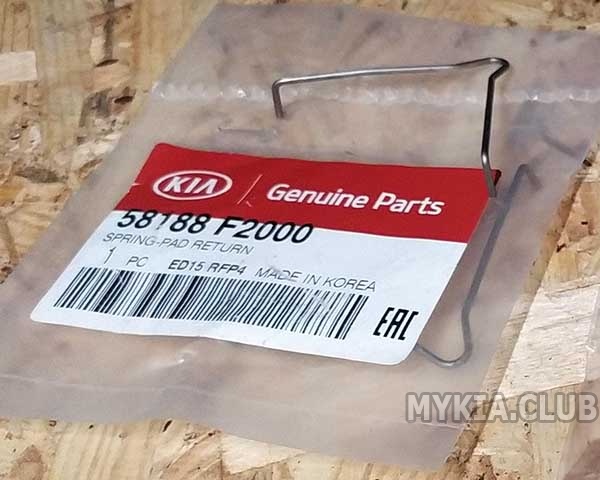 KIA Genuine Parts
58188 F2000
SPRING-PAD RETURN
1 PC ED15 RFP4 MADE IN KOREA
EAC
MYKIA.CLUB